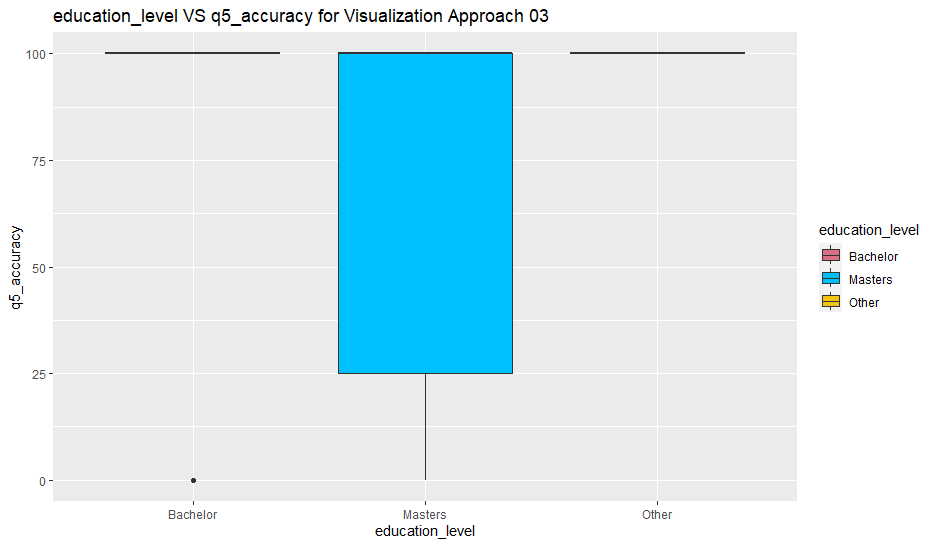 education_level VS q5_accuracy for Visualization Approach 03
100
75
50
25
0
q5_accuracy
Bachelor
Masters
Other
education_level
education_level
Bachelor
Masters
Other